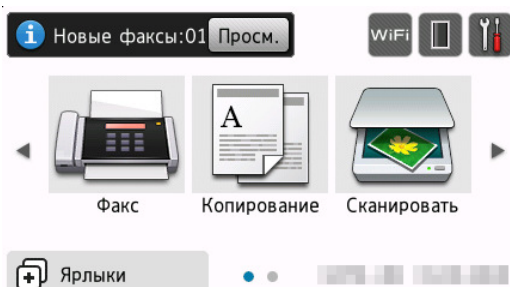 Новые факсы:01 Просм. WiFi
A
Факс Копирование Сканировать
Ярлыки